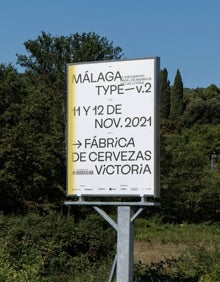 MÁLAGA
TYPE—v.2
11 Y 12 DE
NOV. 2021
→ FÁBRiCA
DE CERVEZAS
ViCTORiA